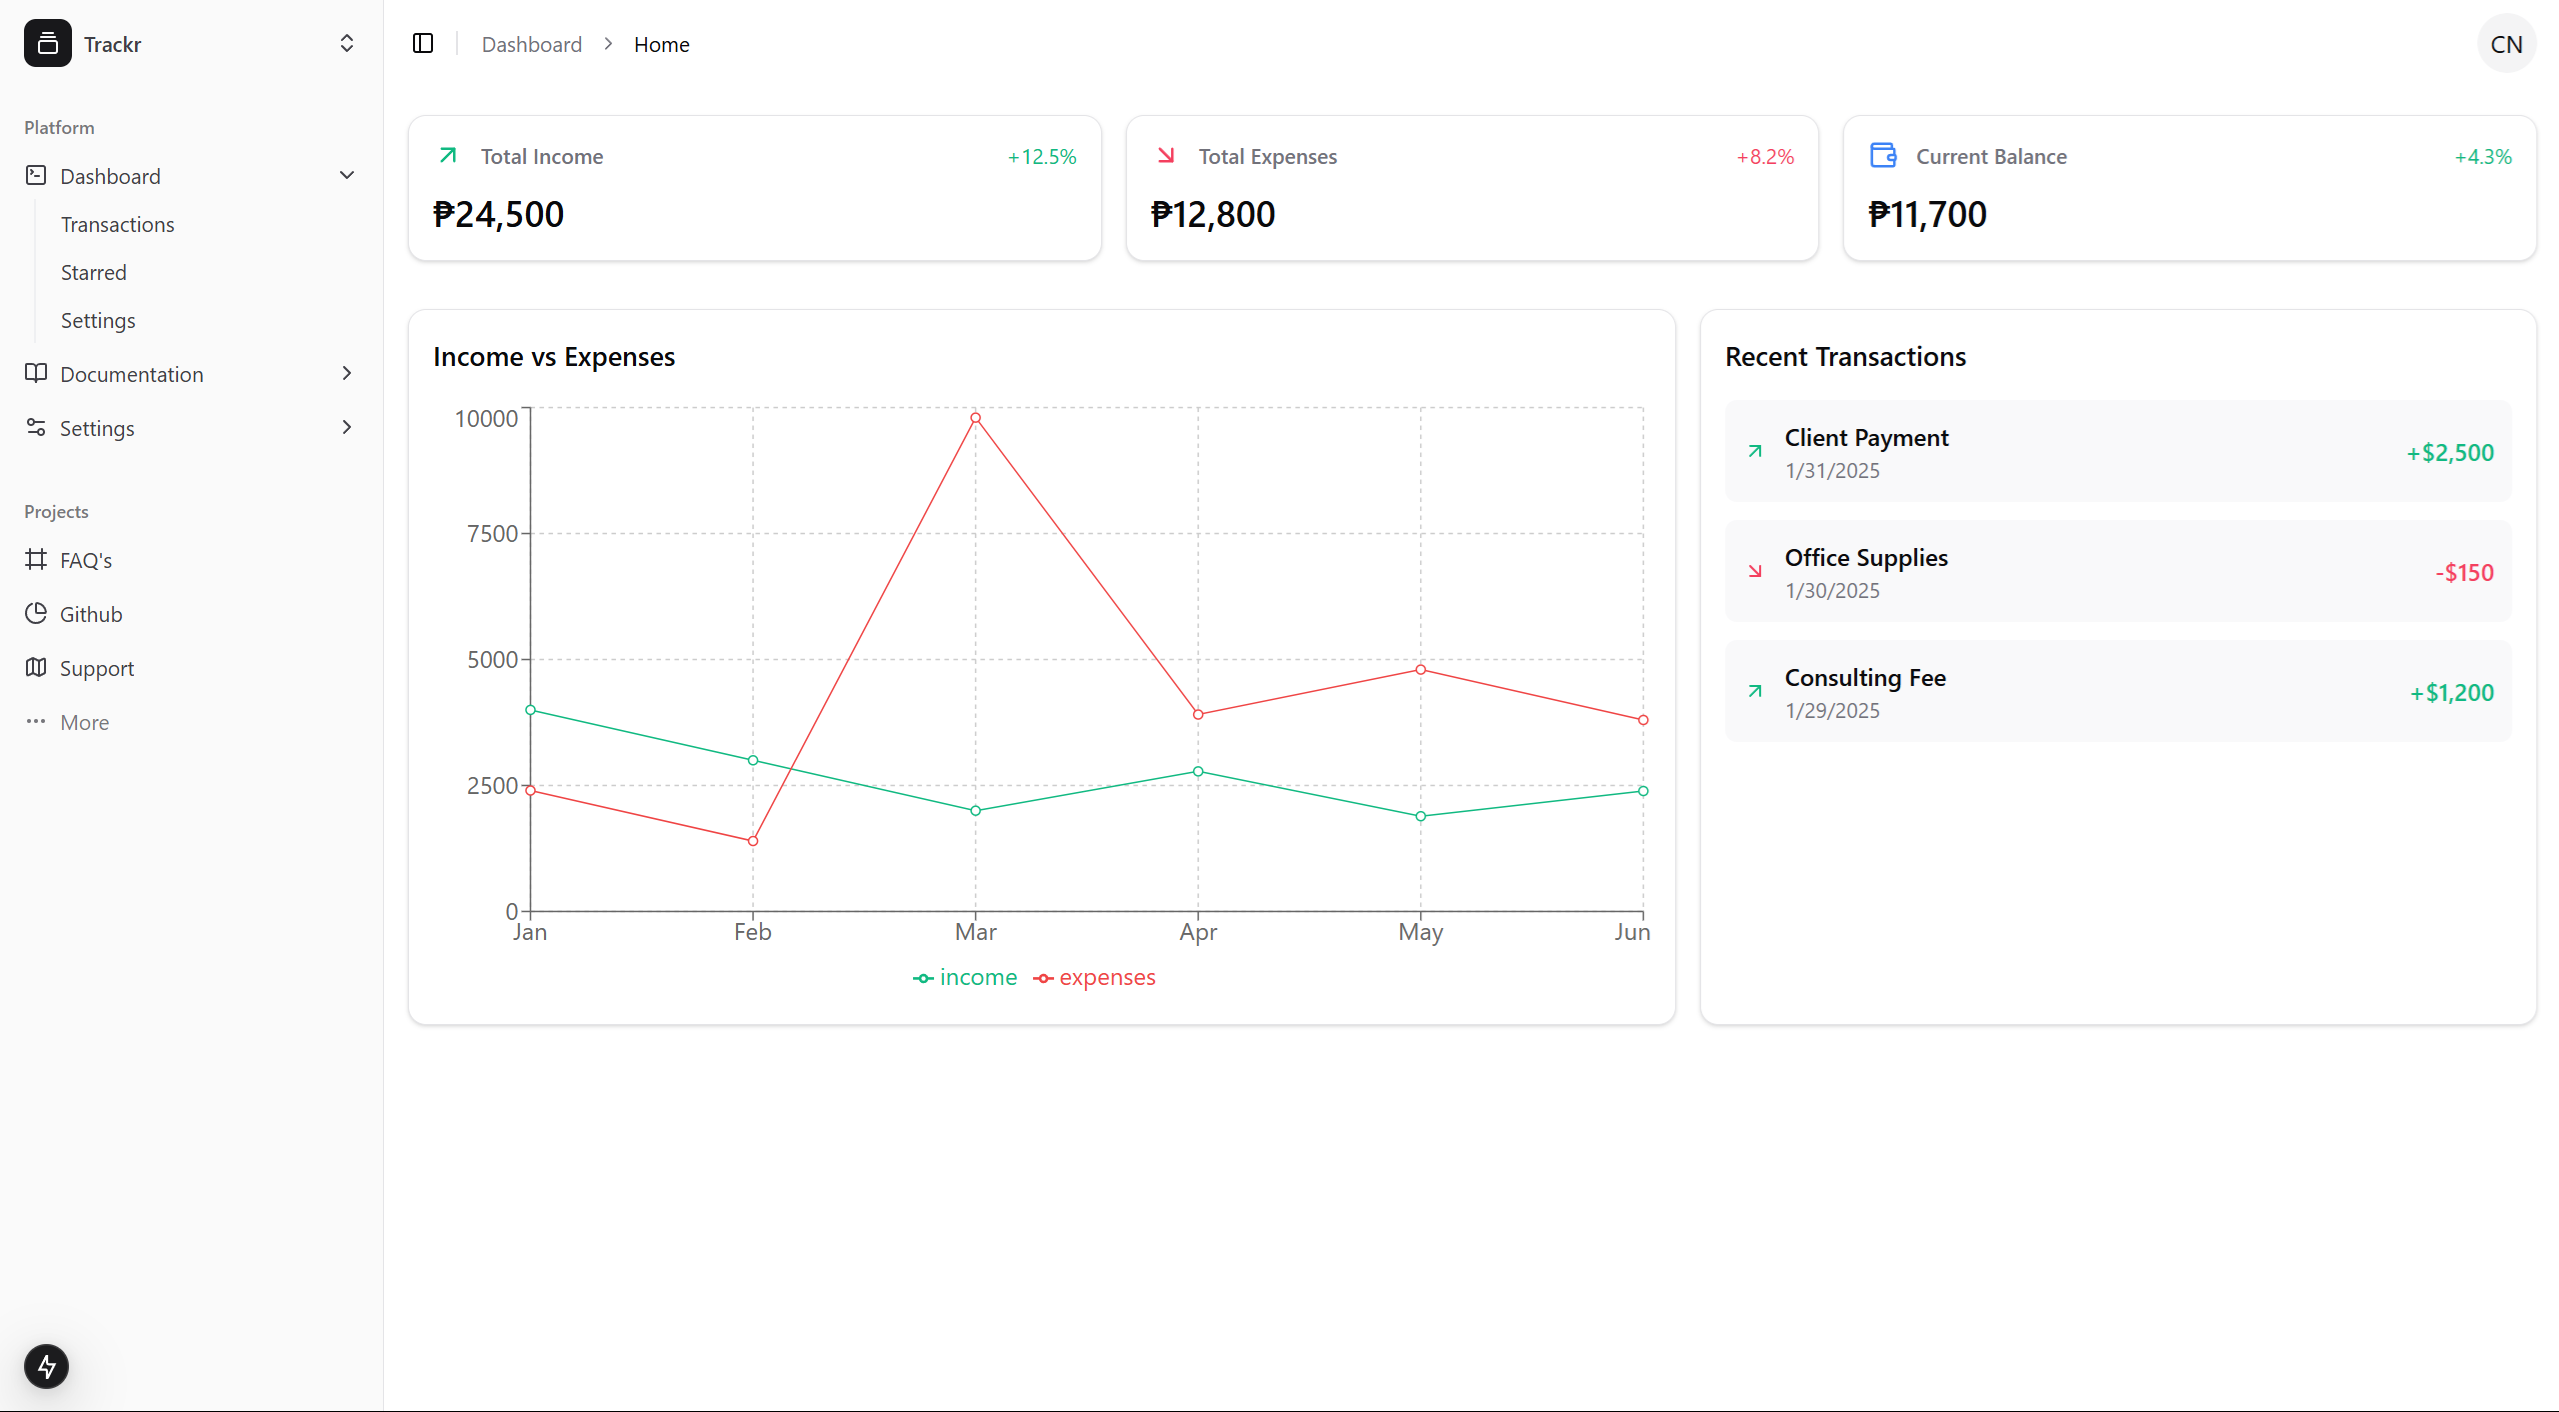 Trackr
Platform
Dashboard
Transactions
Starred
Settings
Documentation
Settings
Projects
FAQ's
Github
Support
More
Dashboard
Home
CN
Total Income
+12.5%
₱24,500
Total Expenses
+8.2%
₱12,800
Current Balance
+4.3%
₱11,700
Income vs Expenses
10000
7500
5000
2500
0
Jan Feb Mar Apr May Jun
income expenses
Recent Transactions
Client Payment
1/31/2025
+$2,500
Office Supplies
1/30/2025
-$150
Consulting Fee
1/29/2025
+$1,200